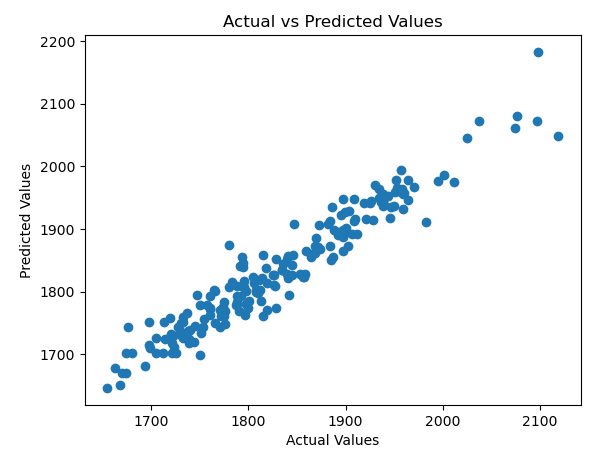 Actual vs Predicted Values
2200
2100
2000
1900
1800
1700
Predicted Values
1700 1800 1900 2000 2100
Actual Values